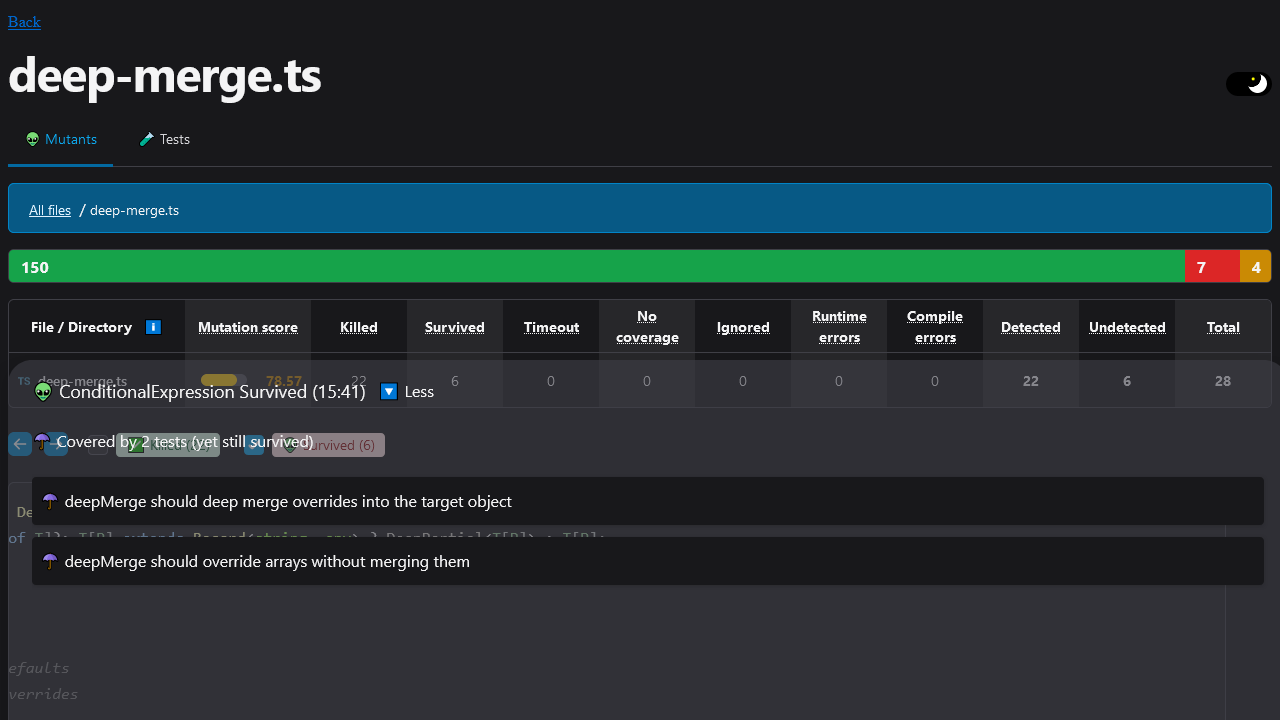 Back
deep-merge.ts
👽 Mutants 🧪 Tests
All files / deep-merge.ts
150 7 4
File / Directory ℹ Mutation score Killed Survived Timeout No coverage Ignored Runtime errors Compile errors Detected Undetected Total
TS deep-merge.ts 78.57 22 6 0 0 0 0 0 22 6 28
👽 ConditionalExpression Survived (15:41) 🔽 Less
☂ Covered by 2 tests (yet still survived)
Survived (6)
☂ deepMerge should deep merge overrides into the target object
☂ deepMerge should override arrays without merging them
efaults
verrides